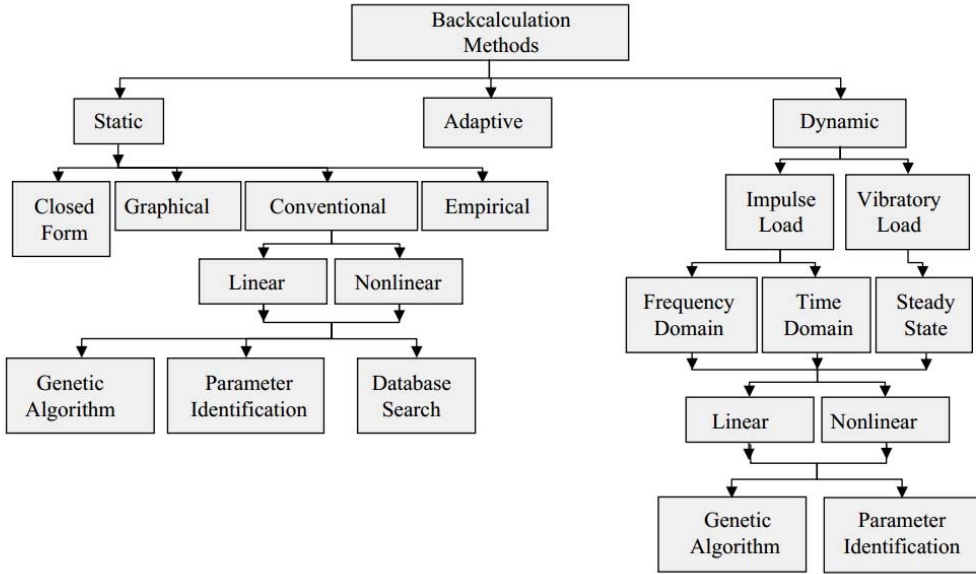 Backcalculation
Methods
Static
Adaptive
Dynamic
Closed
Form
Graphical
Conventional
Empirical
Impulse
Load
Vibratory
Load
Linear
Nonlinear
Frequency
Domain
Time
Domain
Steady
State
Genetic
Algorithm
Parameter
Identification
Database
Search
Linear
Nonlinear
Genetic
Algorithm
Parameter
Identification